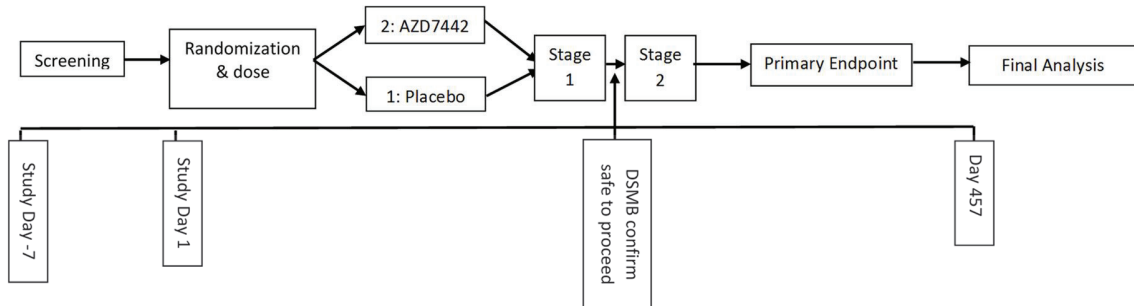 Screening
Randomization
& dose
2: AZD7442
1: Placebo
Stage
1
Stage
2
Primary Endpoint
Final Analysis
Study Day -7
Study Day 1
DSMB confirm
safe to proceed
Day 457